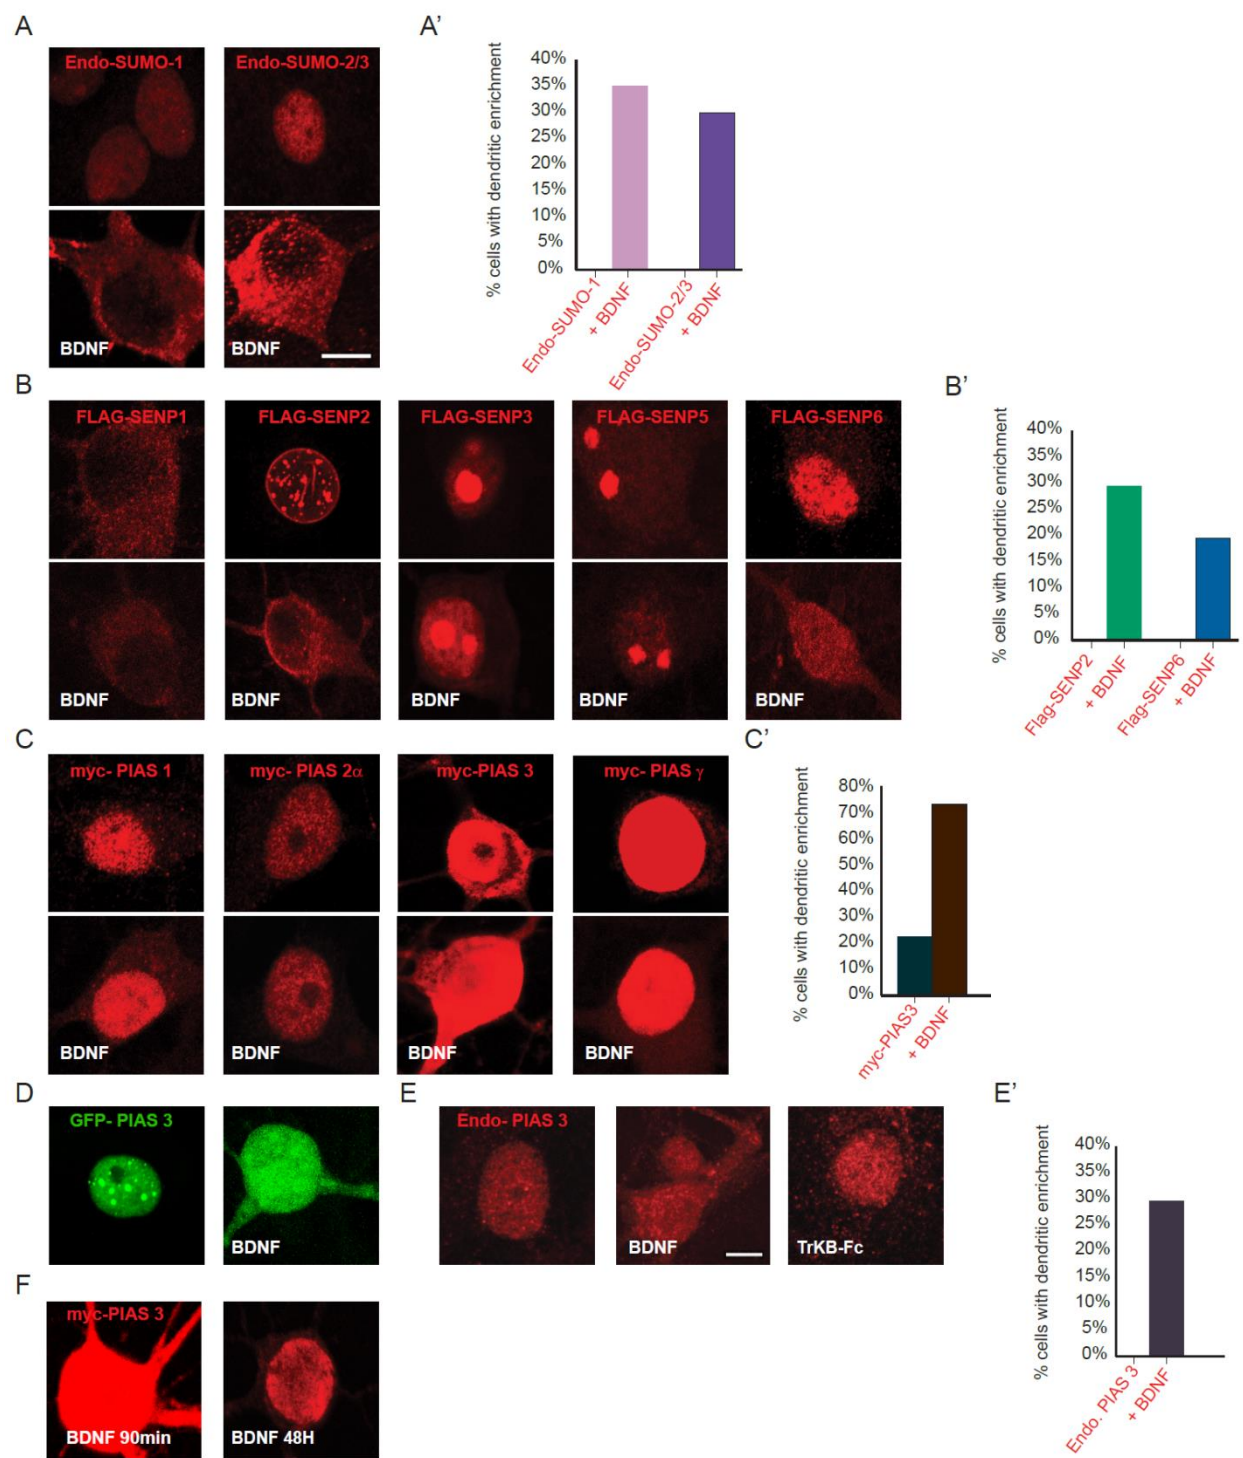 A
Endo-SUMO-1
Endo-SUMO-2/3
BDNF
BDNF
A’
% cells with dendritic enrichment
40%
35%
30%
25%
20%
15%
10%
5%
0%
Endo-SUMO-1
+ BDNF
Endo-SUMO-2/3
+ BDNF
B
FLAG-SENP1
FLAG-SENP2
FLAG-SENP3
FLAG-SENP5
FLAG-SENP6
BDNF
BDNF
BDNF
BDNF
BDNF
B’
% cells with dendritic enrichment
40%
35%
30%
25%
20%
15%
10%
5%
0%
Flag-SENP2
+ BDNF
Flag-SENP6
+ BDNF
C
myc- PIAS 1
myc- PIAS 2α
myc-PIAS 3
myc- PIAS γ
BDNF
BDNF
BDNF
BDNF
C’
% cells with dendritic enrichment
80%
70%
60%
50%
40%
30%
20%
10%
0%
myc-PIAS3
+ BDNF
D
GFP- PIAS 3
BDNF
E
Endo- PIAS 3
BDNF
TrKB-Fc
E’
% cells with dendritic enrichment
40%
35%
30%
25%
20%
15%
10%
5%
0%
Endo. PIAS 3
+ BDNF
F
myc-PIAS 3
BDNF 90min
BDNF 48H